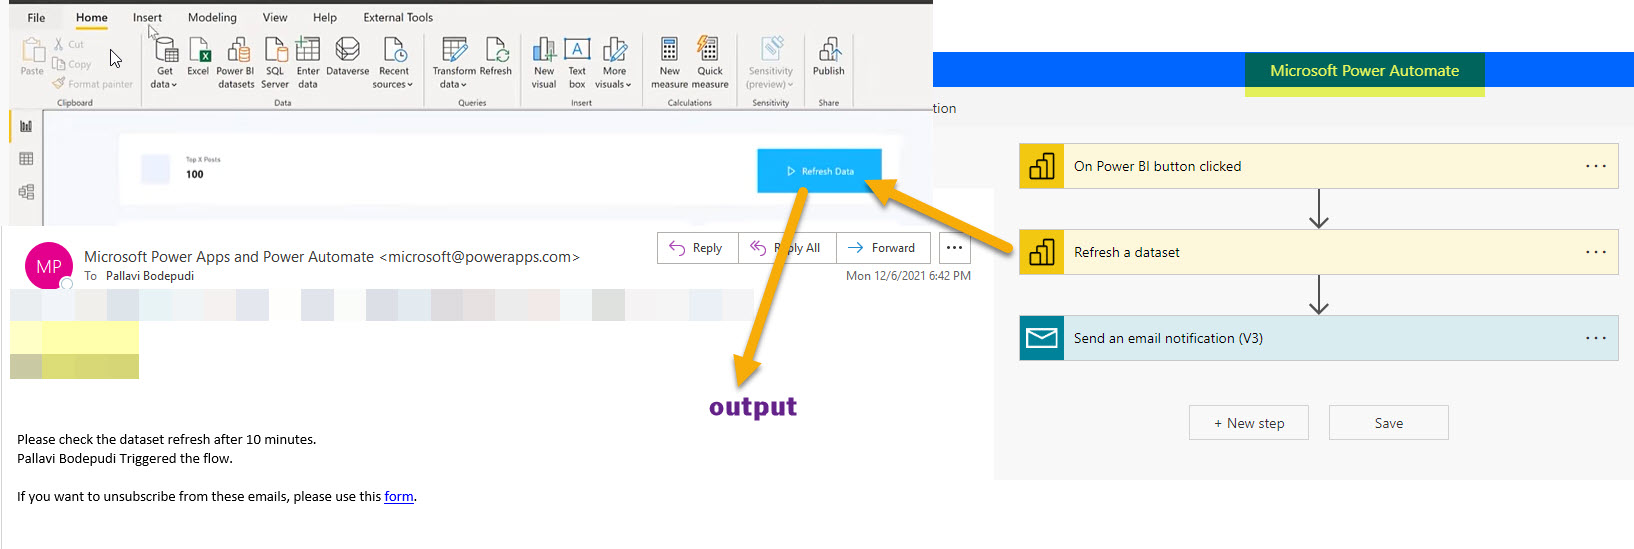 File Home Insert Modeling View Help External Tools
Cut
Copy
Format painter
Paste
Get data
Excel
Power BI datasets
SQL Server
Enter data
Dataverse
Recent sources
Transform data
Refresh
New visual
Text box
More visuals
New measure
Quick measure
Sensitivity (preview)
Publish
Clipboard Data Queries Insert Calculations Sensitivity Share
Top X Posts
100
Refresh Data
MP
Microsoft Power Apps and Power Automate <microsoft@powerapps.com>
To Pallavi Bodepudi
Reply
Reply All
Forward
...
Mon 12/6/2021 6:42 PM
output
Please check the dataset refresh after 10 minutes.
Pallavi Bodepudi Triggered the flow.
If you want to unsubscribe from these emails, please use this form.
Microsoft Power Automate
tion
On Power BI button clicked ...
Refresh a dataset ...
Send an email notification (V3) ...
+ New step
Save